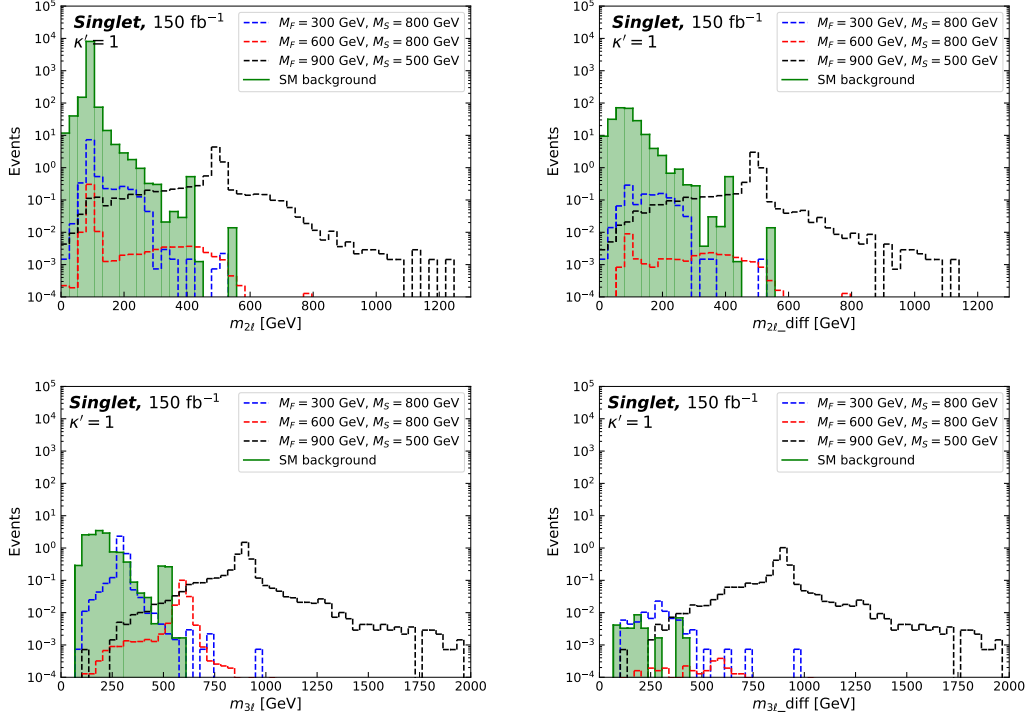 Singlet, 150 fb⁻¹
κ′ = 1
M_F = 300 GeV, M_S = 800
M_F = 600 GeV, M_S = 800
M_F = 900 GeV, M_S = 500 GeV
SM background
10⁵
10⁴
10³
10²
10¹
10⁰
10⁻¹
10⁻²
10⁻³
10⁻⁴
Events
0 200 400 600 800 1000 1200
m_2ℓ [GeV]
Singlet, 150 fb⁻¹
κ′ = 1
M_F = 300 GeV, M_S = 800
M_F = 600 GeV, M_S = 800
M_F = 900 GeV, M_S = 500 GeV
SM background
10⁵
10⁴
10³
10²
10¹
10⁰
10⁻¹
10⁻²
10⁻³
10⁻⁴
Events
0 200 400 600 800 1000 1200
m_2ℓ_diff [GeV]
Singlet, 150 fb⁻¹
κ′ = 1
M_F = 300 GeV, M_S = 800
M_F = 600 GeV, M_S = 800
M_F = 900 GeV, M_S = 500 GeV
SM background
10⁵
10⁴
10³
10²
10¹
10⁰
10⁻¹
10⁻²
10⁻³
10⁻⁴
Events
0 250 500 750 1000 1250 1500 1750 2000
m_3ℓ [GeV]
Singlet, 150 fb⁻¹
κ′ = 1
M_F = 300 GeV, M_S = 800
M_F = 600 GeV, M_S = 800
M_F = 900 GeV, M_S = 500 GeV
SM background
10⁵
10⁴
10³
10²
10¹
10⁰
10⁻¹
10⁻²
10⁻³
10⁻⁴
Events
0 250 500 750 1000 1250 1500 1750 2000
m_3ℓ_diff [GeV]